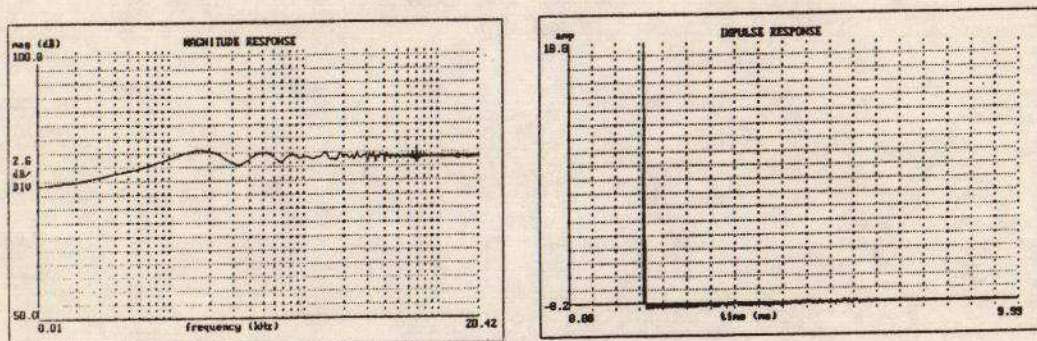 mag (dB)
MAGNITUDE RESPONSE
100.0
2.6
dB/
DIV
50.0
0.01
frequency (kHz)
20.42
amp
IMPULSE RESPONSE
10.0
-0.2
0.00
time (ms)
9.99